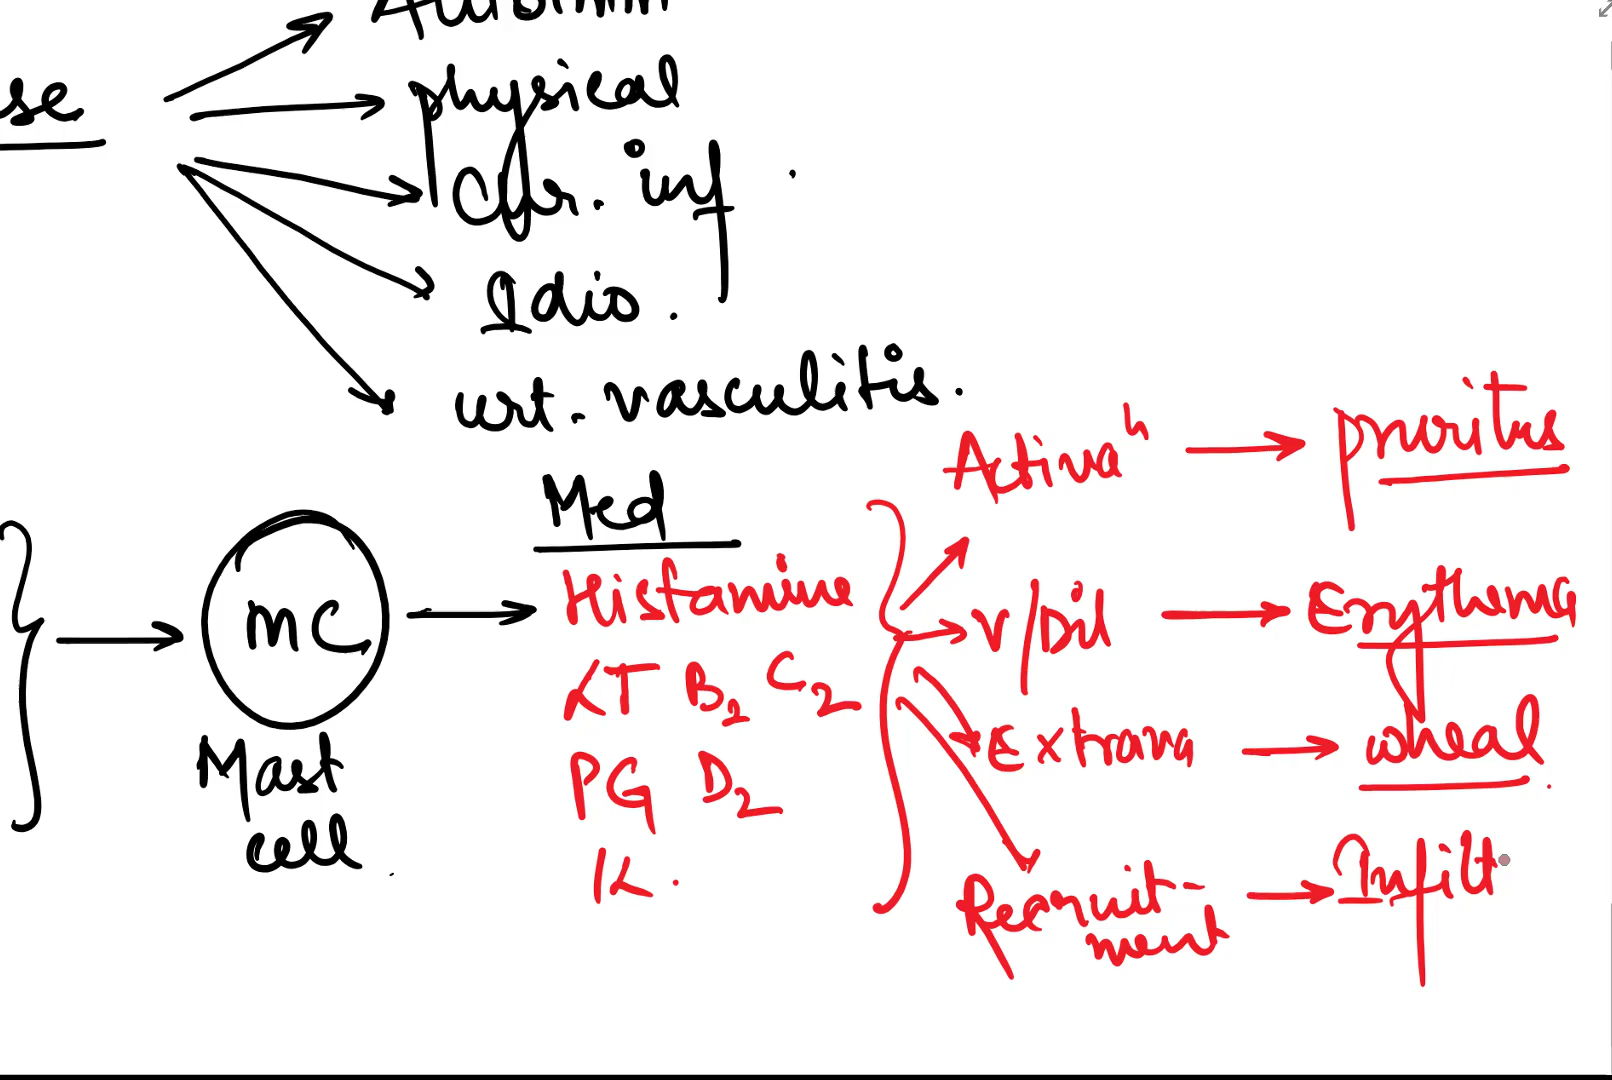 Autoimm
se
physical
Chr. inf.
Idio.
urt. vasculitis.
Activaⁿ → pruritus
Med
Histamine
MC
V/Dil → Erythema
LT B₂ C₂
Extrava → wheal
Mast
cell
PG D₂
K.
Recruit-
ment → Infilt